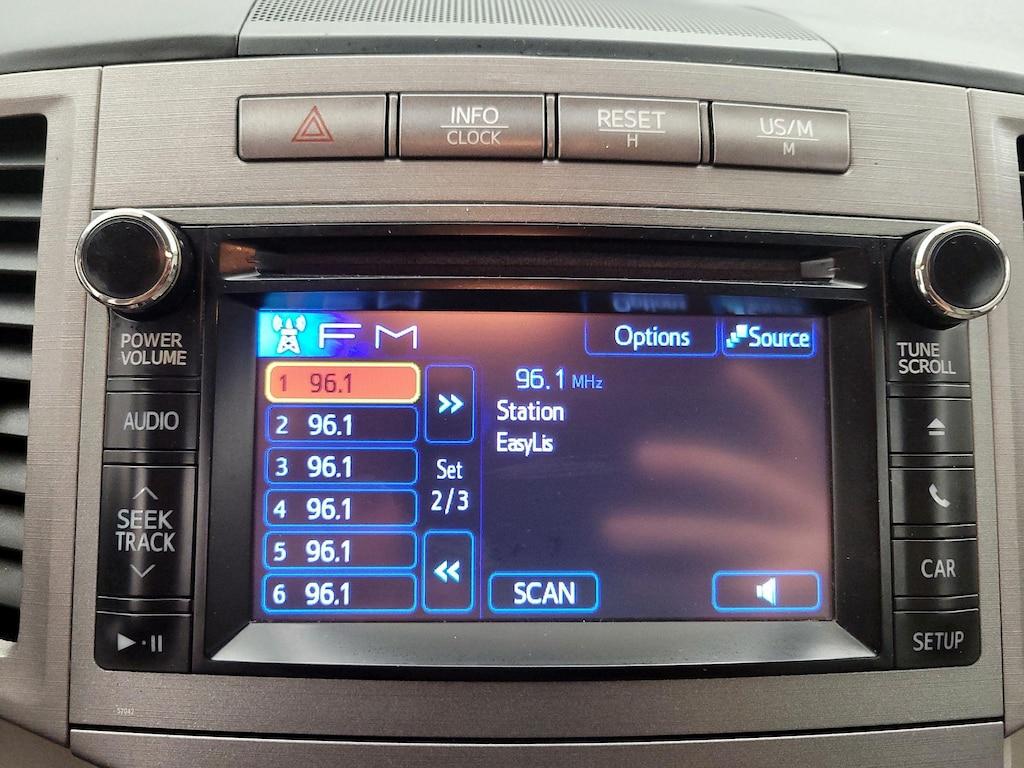 INFO
CLOCK
RESET
H
US/M
M
POWER
VOLUME
AUDIO
SEEK
TRACK
FM
Options
Source
1 96.1
2 96.1
3 96.1
4 96.1
5 96.1
6 96.1
Set
2/3
96.1 MHz
Station
EasyLis
SCAN
TUNE
SCROLL
CAR
SETUP
57042